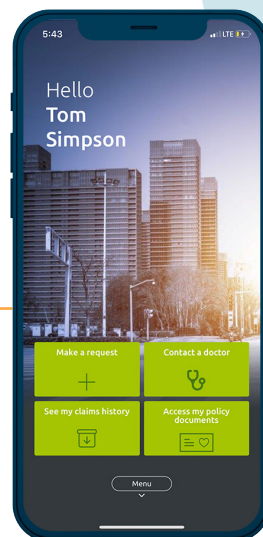 5:43 LTE
Hello
Tom
Simpson
Make a request Contact a doctor
See my claims history Access my policy
documents
Menu